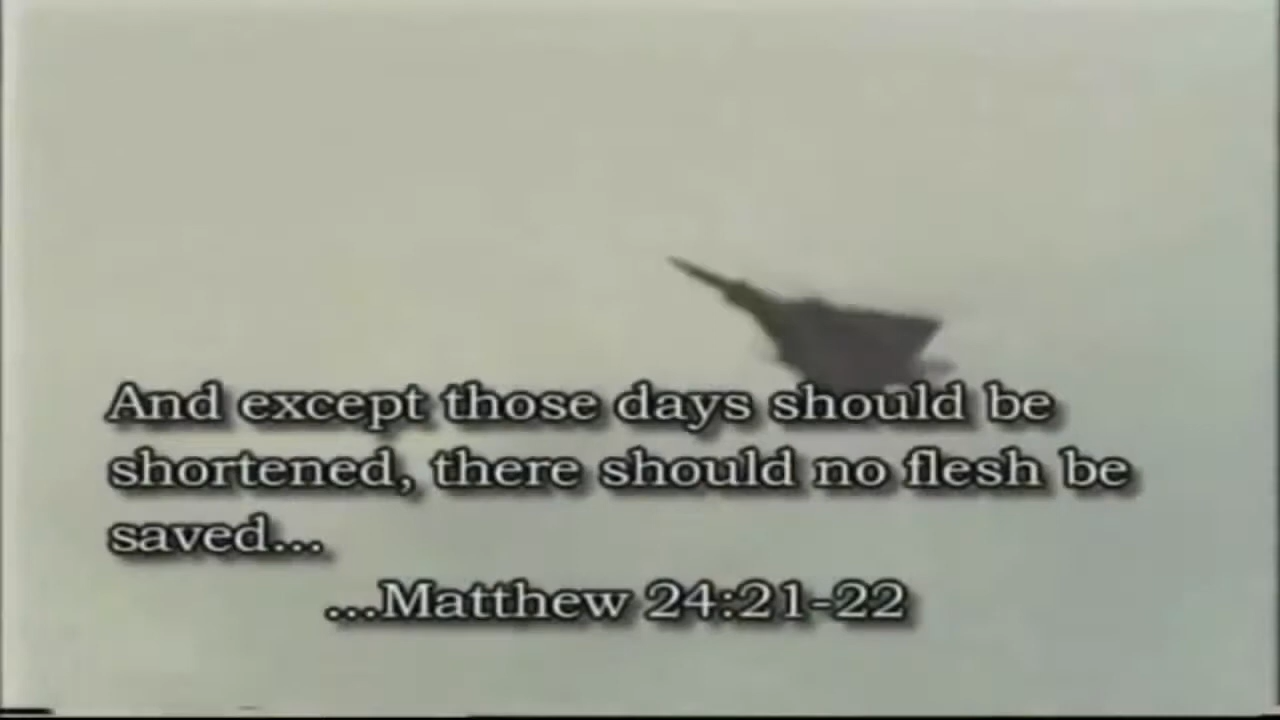 And except those days should be
shortened, there should no flesh be
saved...
...Matthew 24:21-22